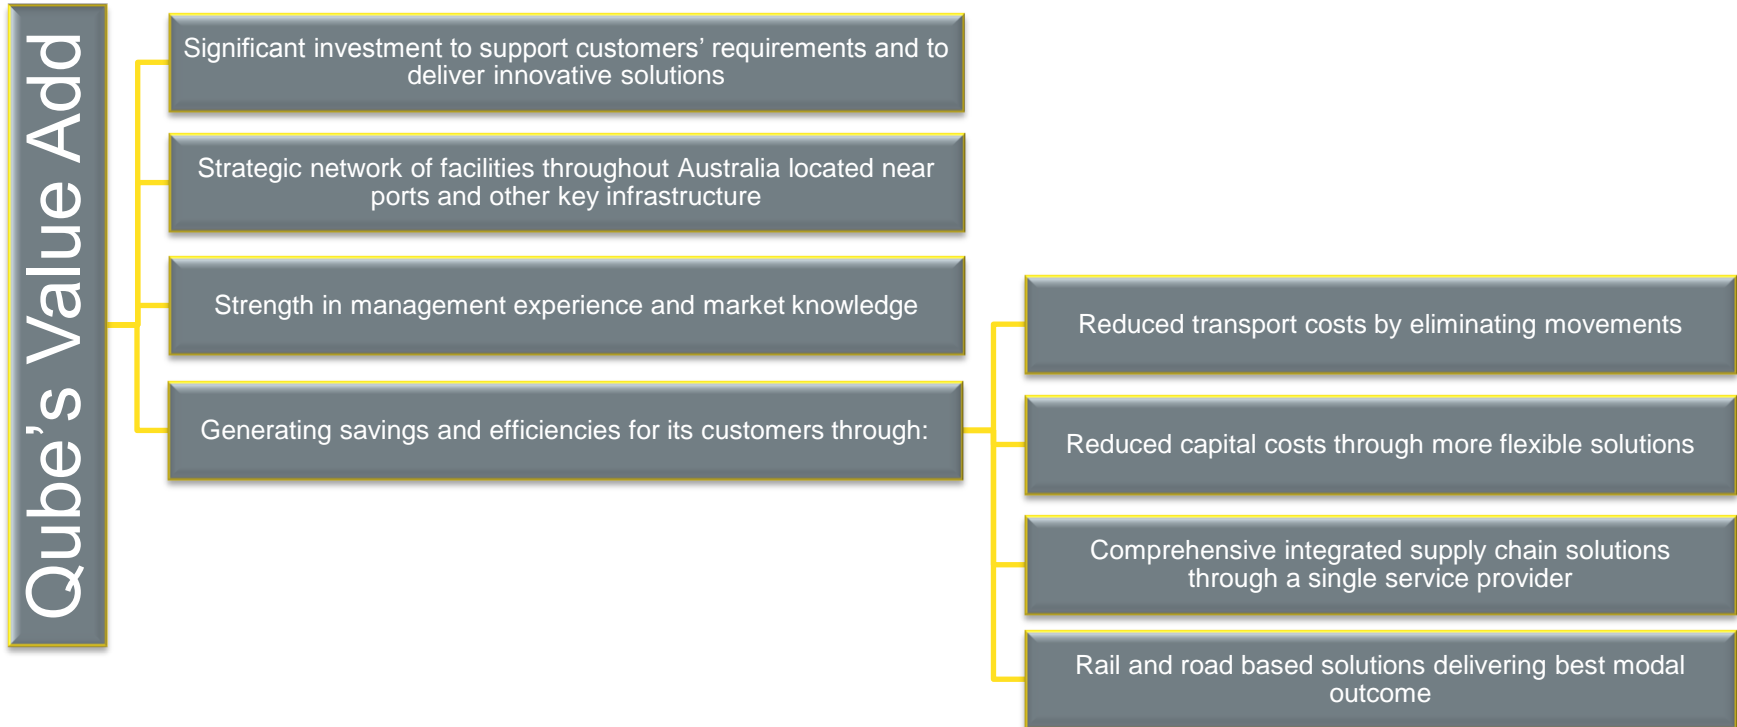 Qube’s Value Add
Significant investment to support customers’ requirements and to
deliver innovative solutions
Strategic network of facilities throughout Australia located near
ports and other key infrastructure
Strength in management experience and market knowledge
Generating savings and efficiencies for its customers through:
Reduced transport costs by eliminating movements
Reduced capital costs through more flexible solutions
Comprehensive integrated supply chain solutions
through a single service provider
Rail and road based solutions delivering best modal
outcome